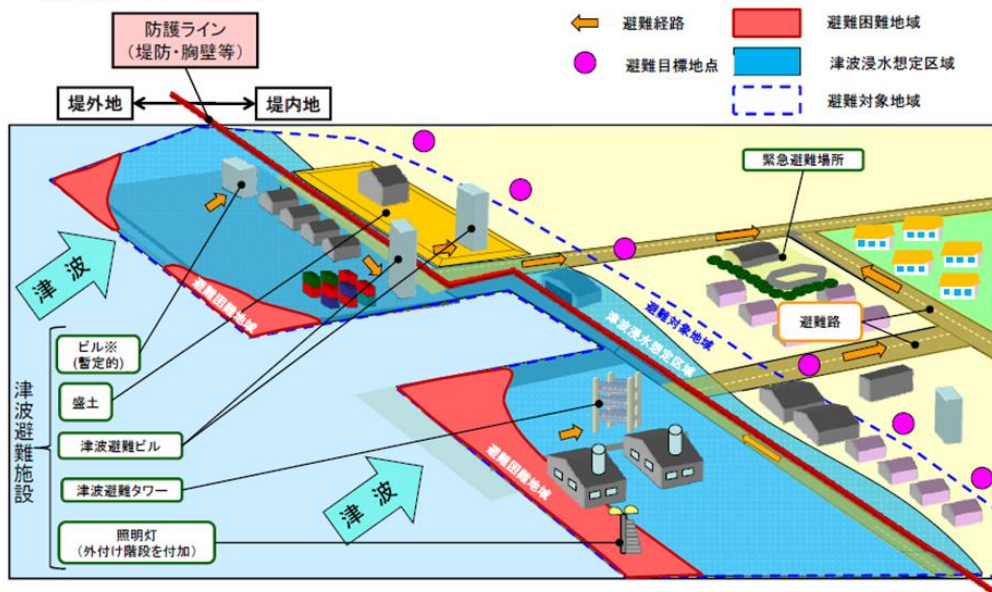 防護ライン
（堤防・胸壁等）
堤外地
堤内地
避難経路
避難目標地点
避難困難地域
津波浸水想定区域
避難対象地域
緊急避難場所
津波
避難困難地域
避難対象地域
津波浸水想定区域
避難路
津波避難施設
ビル※
(暫定的)
盛土
津波避難ビル
津波避難タワー
照明灯
（外付け階段を付加）
津波
避難困難地域